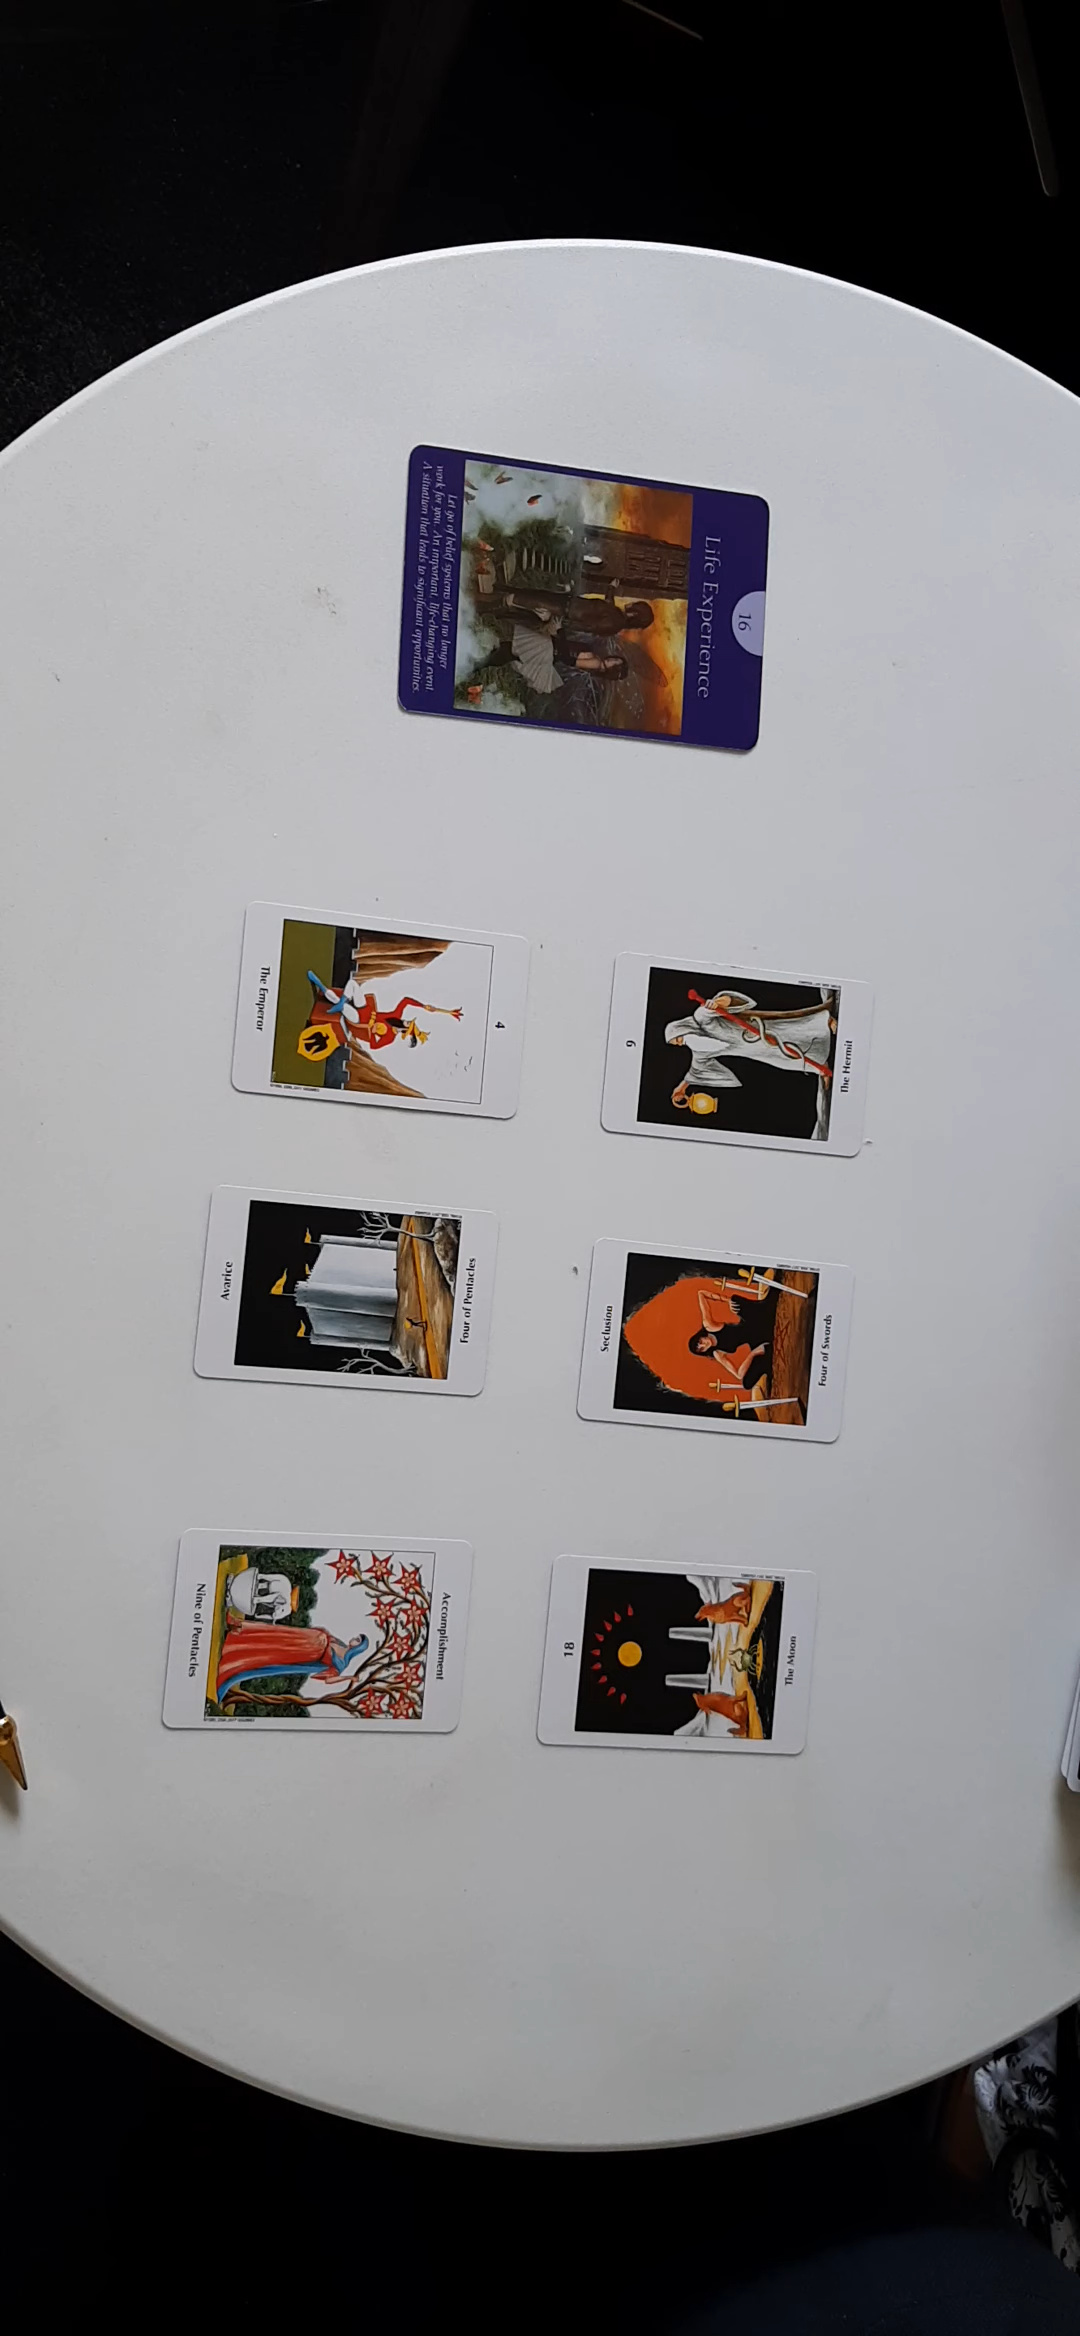 16
Life Experience
Let go of belief systems that no longer
work for you. An important, life-changing event.
A situation that leads to significant opportunities.
4
The Emperor
9
The Hermit
Avarice
Four of Pentacles
Seclusion
Four of Swords
Accomplishment
Nine of Pentacles
18
The Moon